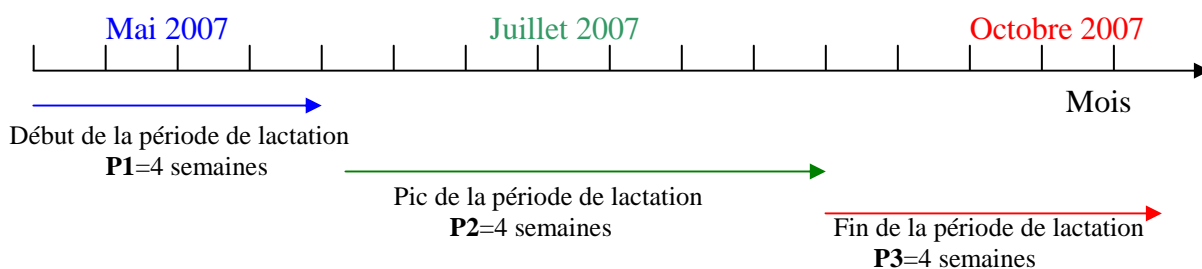 Mai 2007
Juillet 2007
Octobre 2007
Mois
Début de la période de lactation
P1=4 semaines
Pic de la période de lactation
P2=4 semaines
Fin de la période de lactation
P3=4 semaines